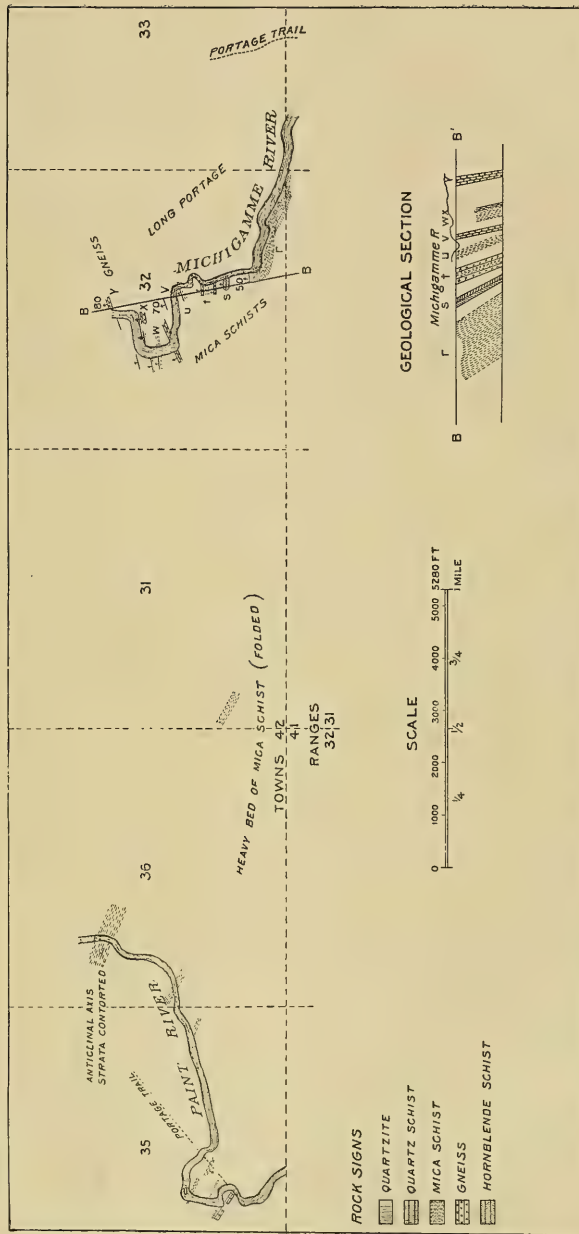 35
36
31
32
33
ANTICLINAL AXIS
STRATA CONTORTED
PORTAGE TRAIL
PAINT RIVER
HEAVY BED OF MICA SCHIST (FOLDED)
TOWNS 42
41
RANGES
32 31
B
80
Y GNEISS
X
W 70
V
U
t
S
50
r
B
MICA SCHISTS
LONG PORTAGE
MICHIGAMME RIVER
PORTAGE TRAIL
ROCK SIGNS
QUARTZITE
QUARTZ SCHIST
MICA SCHIST
GNEISS
HORNBLENDE SCHIST
SCALE
0 1000 2000 3000 4000 5000 5280 FT
1/4 1/2 3/4 1 MILE
GEOLOGICAL SECTION
Michigamme R
B r S t U V W X Y B'